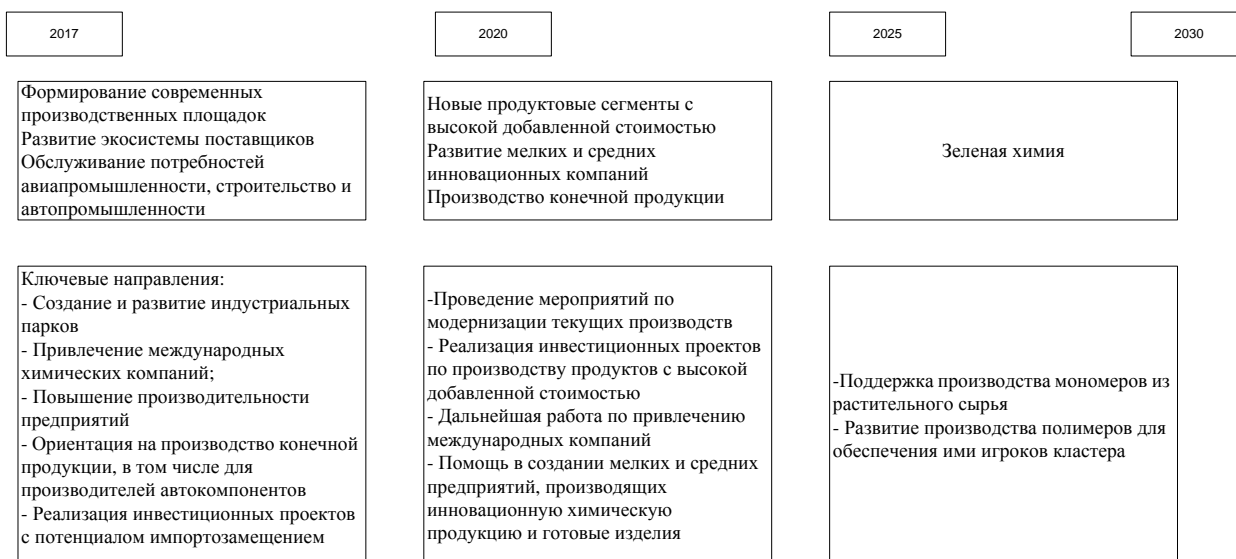 2017
2020
2025
2030
Формирование современных
производственных площадок
Развитие экосистемы поставщиков
Обслуживание потребностей
авиапромышленности, строительство и
автопромышленности
Новые продуктовые сегменты с
высокой добавленной стоимостью
Развитие мелких и средних
инновационных компаний
Производство конечной продукции
Зеленая химия
Ключевые направления:
- Создание и развитие индустриальных
парков
- Привлечение международных
химических компаний;
- Повышение производительности
предприятий
- Ориентация на производство конечной
продукции, в том числе для
производителей автокомпонентов
- Реализация инвестиционных проектов
с потенциалом импортозамещением
-Проведение мероприятий по
модернизации текущих производств
- Реализация инвестиционных проектов
по производству продуктов с высокой
добавленной стоимостью
- Дальнейшая работа по привлечению
международных компаний
- Помощь в создании мелких и средних
предприятий, производящих
инновационную химическую
продукцию и готовые изделия
-Поддержка производства мономеров из
растительного сырья
- Развитие производства полимеров для
обеспечения ими игроков кластера